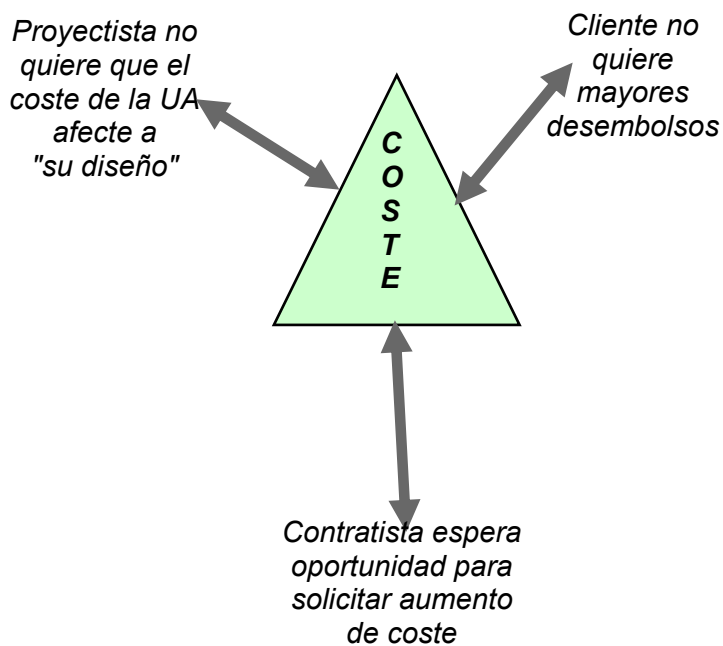 Proyectista no
quiere que el
coste de la UA
afecte a
"su diseño"
Cliente no
quiere
mayores
desembolsos
C
O
S
T
E
Contratista espera
oportunidad para
solicitar aumento
de coste